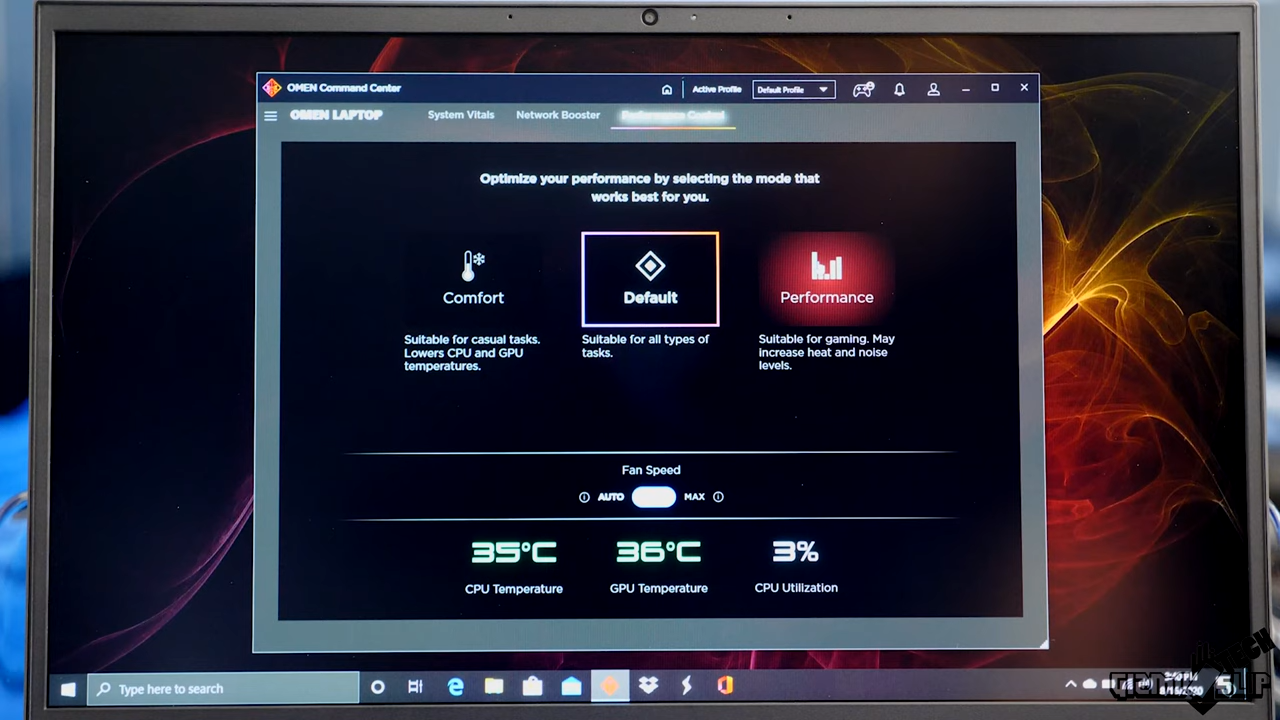 OMEN Command Center
Active Profile
Default Profile
OMEN LAPTOP
System Vitals
Network Booster
Performance Control
Optimize your performance by selecting the mode that
works best for you.
Comfort
Suitable for casual tasks.
Lowers CPU and GPU
temperatures.
Default
Suitable for all types of
tasks.
Performance
Suitable for gaming. May
increase heat and noise
levels.
Fan Speed
AUTO
MAX
35°C
CPU Temperature
36°C
GPU Temperature
3%
CPU Utilization
Type here to search
TECH